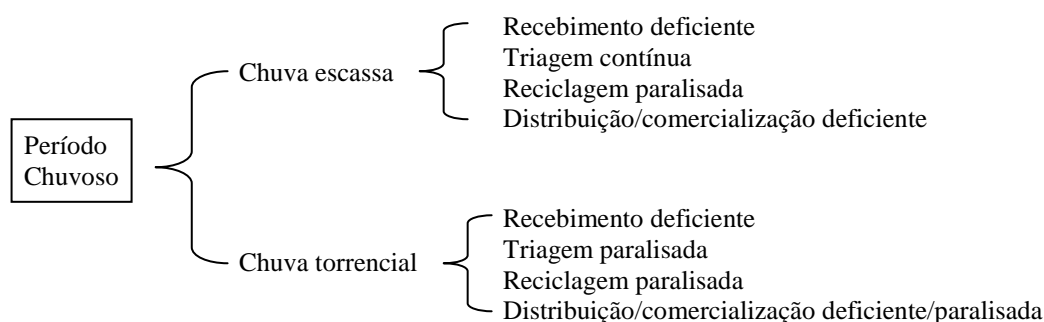 Período
Chuvoso
Chuva escassa
Recebimento deficiente
Triagem contínua
Reciclagem paralisada
Distribuição/comercialização deficiente
Chuva torrencial
Recebimento deficiente
Triagem paralisada
Reciclagem paralisada
Distribuição/comercialização deficiente/paralisada